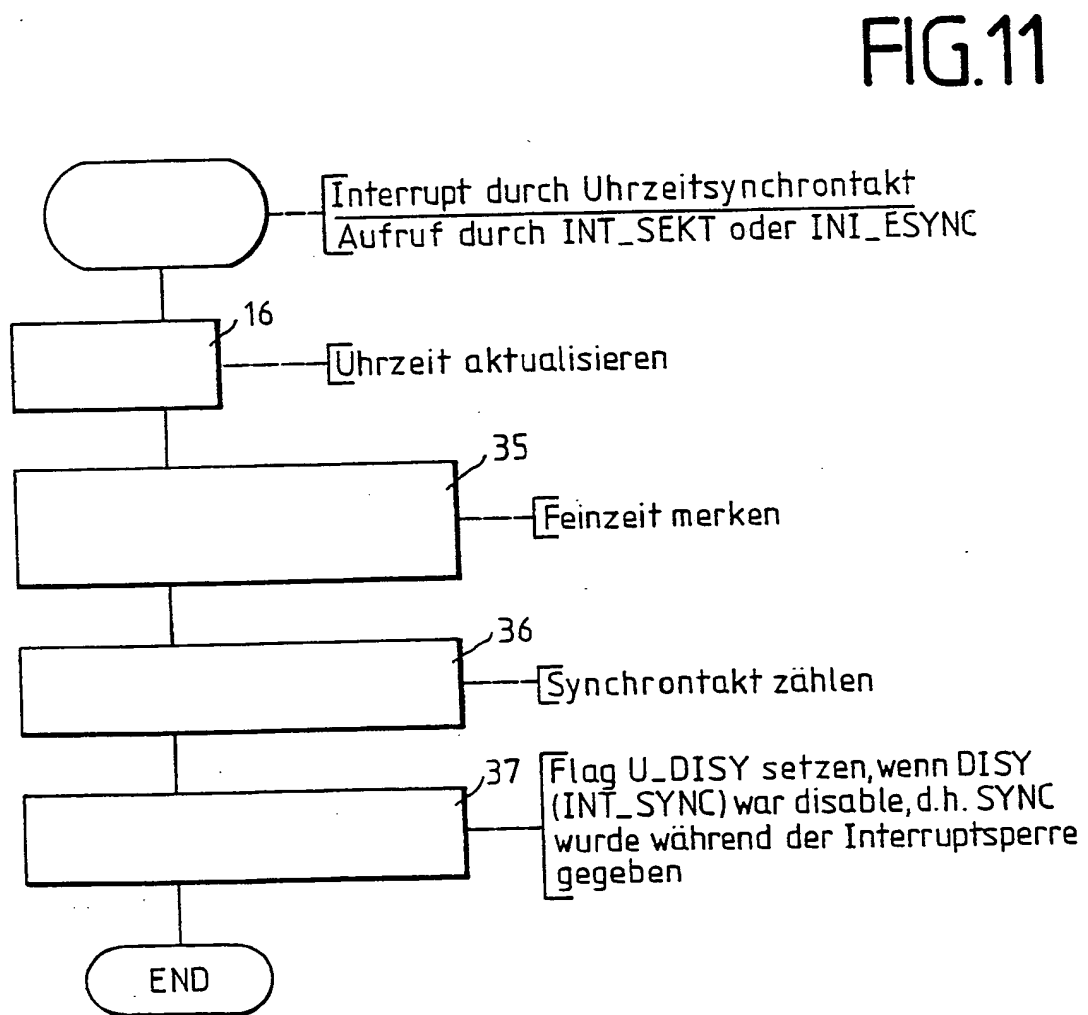 FIG.11
Interrupt durch Uhrzeitsynchrontakt
Aufruf durch INT_SEKT oder INI_ESYNC
16
Uhrzeit aktualisieren
35
Feinzeit merken
36
Synchrontakt zählen
37
Flag U_DISY setzen, wenn DISY
(INT_SYNC) war disable, d.h. SYNC
wurde während der Interruptsperre
gegeben
END